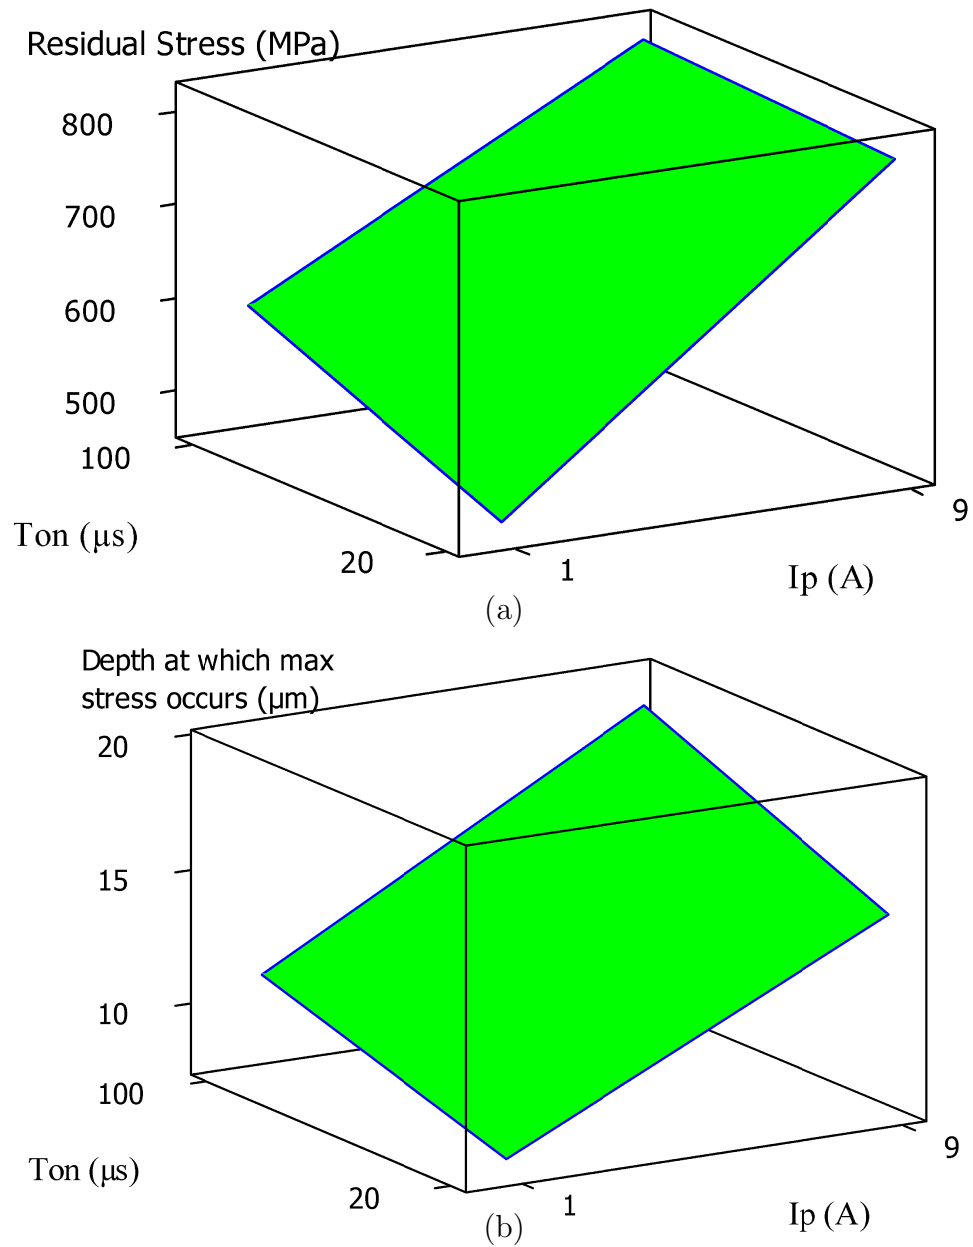 Residual Stress (MPa)
800
700
600
500
100
Ton (µs)
20
1
9
Ip (A)
(a)
Depth at which max
stress occurs (µm)
20
15
10
100
Ton (µs)
20
1
9
Ip (A)
(b)